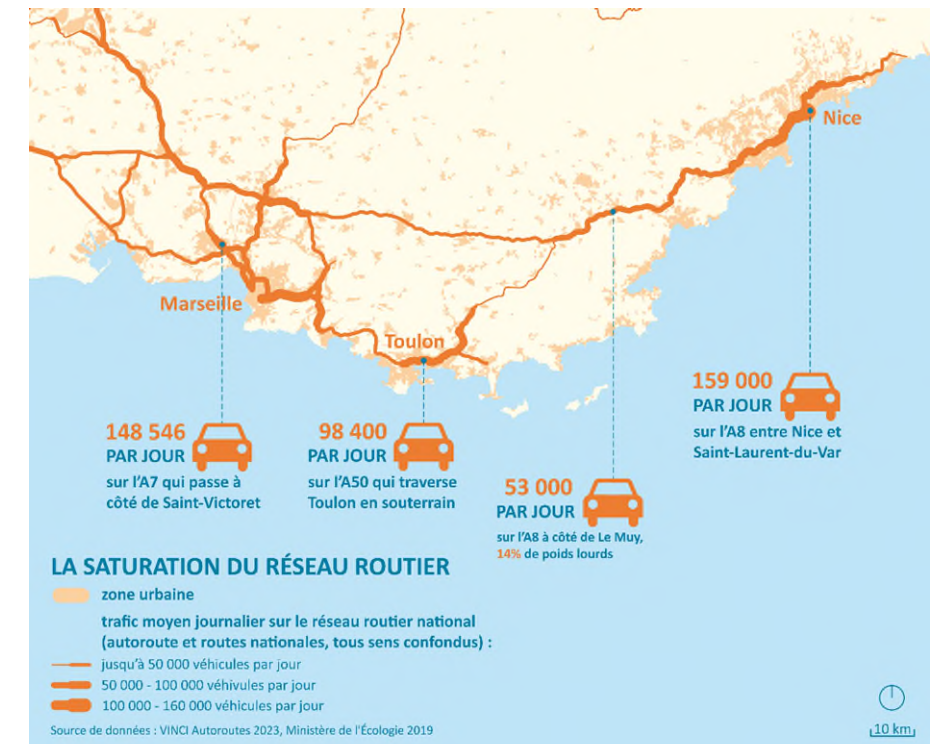 Nice
Marseille
Toulon
159 000
PAR JOUR
sur l'A8 entre Nice et
Saint-Laurent-du-Var
148 546
PAR JOUR
sur l'A7 qui passe à
côté de Saint-Victoret
98 400
PAR JOUR
sur l'A50 qui traverse
Toulon en souterrain
53 000
PAR JOUR
sur l'A8 à côté de Le Muy,
14% de poids lourds
LA SATURATION DU RÉSEAU ROUTIER
zone urbaine
trafic moyen journalier sur le réseau routier national
(autoroute et routes nationales, tous sens confondus) :
jusqu'à 50 000 véhicules par jour
50 000 - 100 000 véhivules par jour
100 000 - 160 000 véhicules par jour
Source de données : VINCI Autoroutes 2023, Ministère de l'Écologie 2019
10 km